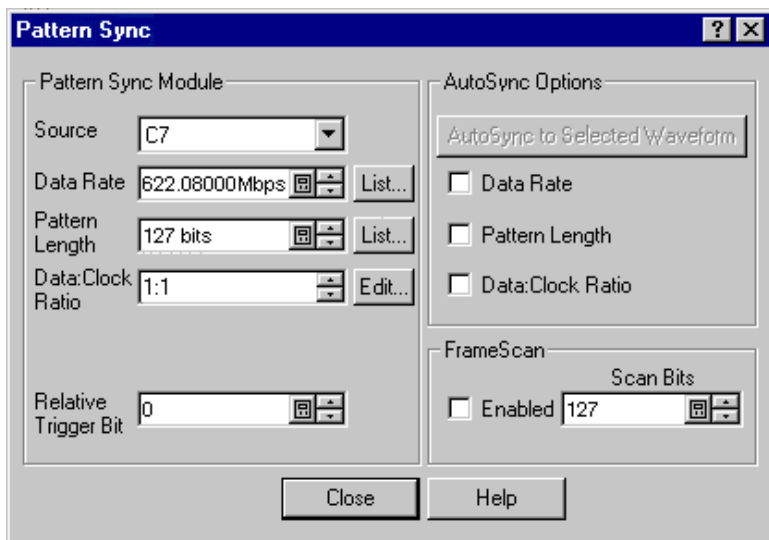 Pattern Sync
Pattern Sync Module
Source
C7
Data Rate
622.08000Mbps
List...
Pattern
Length
127 bits
List...
Data:Clock
Ratio
1:1
Edit...
Relative
Trigger Bit
0
AutoSync Options
AutoSync to Selected Waveform
Data Rate
Pattern Length
Data:Clock Ratio
FrameScan
Scan Bits
Enabled
127
Close
Help